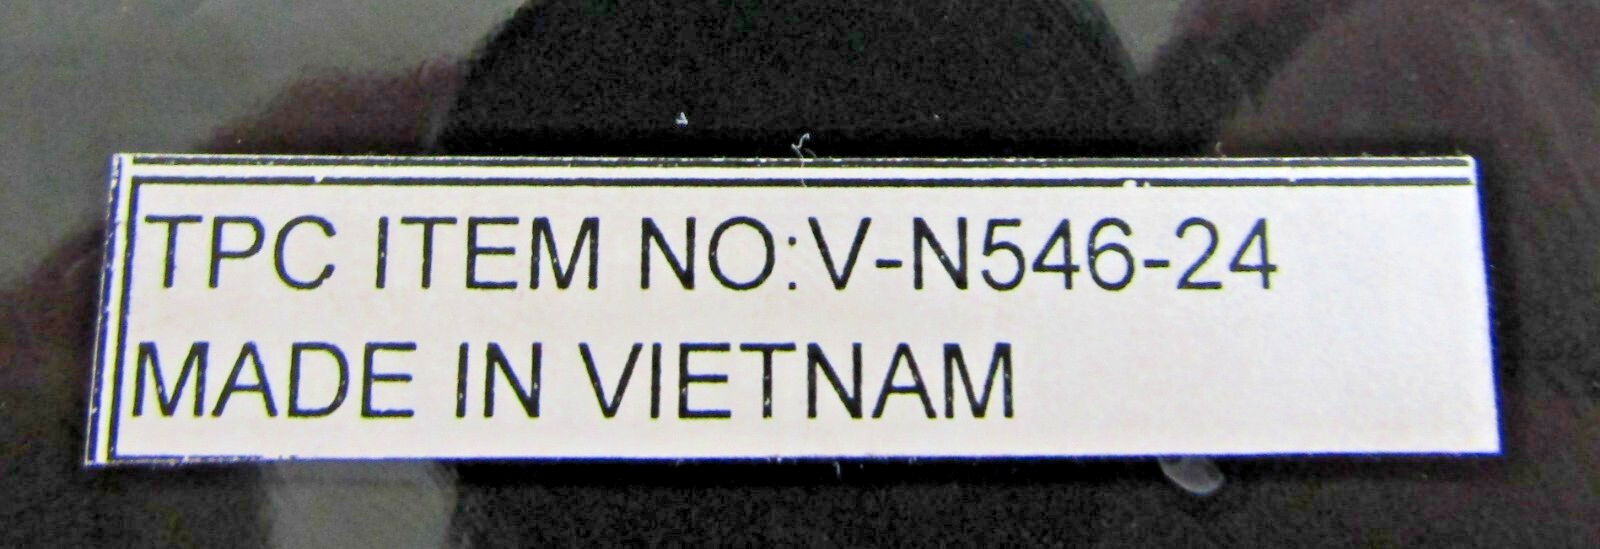 TPC ITEM NO:V-N546-24
MADE IN VIETNAM